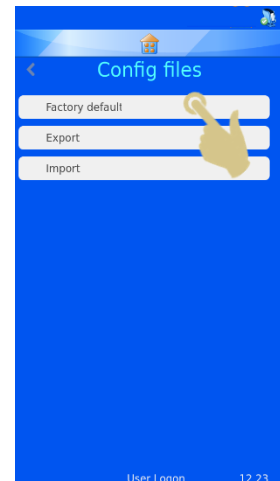 Config files
Factory default
Export
Import
User Logon 12.23